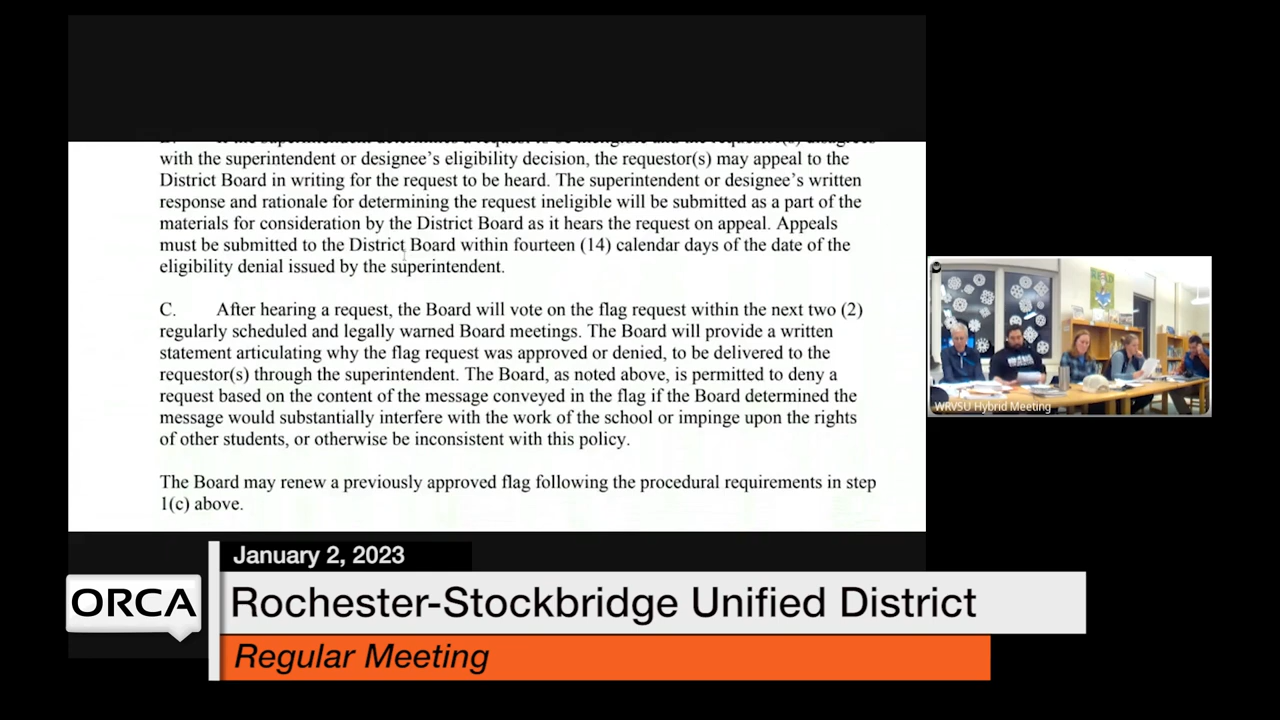 with the superintendent or designee's eligibility decision, the requestor(s) may appeal to the
District Board in writing for the request to be heard. The superintendent or designee's written
response and rationale for determining the request ineligible will be submitted as a part of the
materials for consideration by the District Board as it hears the request on appeal. Appeals
must be submitted to the District Board within fourteen (14) calendar days of the date of the
eligibility denial issued by the superintendent.
C. After hearing a request, the Board will vote on the flag request within the next two (2)
regularly scheduled and legally warned Board meetings. The Board will provide a written
statement articulating why the flag request was approved or denied, to be delivered to the
requestor(s) through the superintendent. The Board, as noted above, is permitted to deny a
request based on the content of the message conveyed in the flag if the Board determined the
message would substantially interfere with the work of the school or impinge upon the rights
of other students, or otherwise be inconsistent with this policy.
The Board may renew a previously approved flag following the procedural requirements in step
1(c) above.
WRVSU Hybrid Meeting
January 2, 2023
ORCA
Rochester-Stockbridge Unified District
Regular Meeting